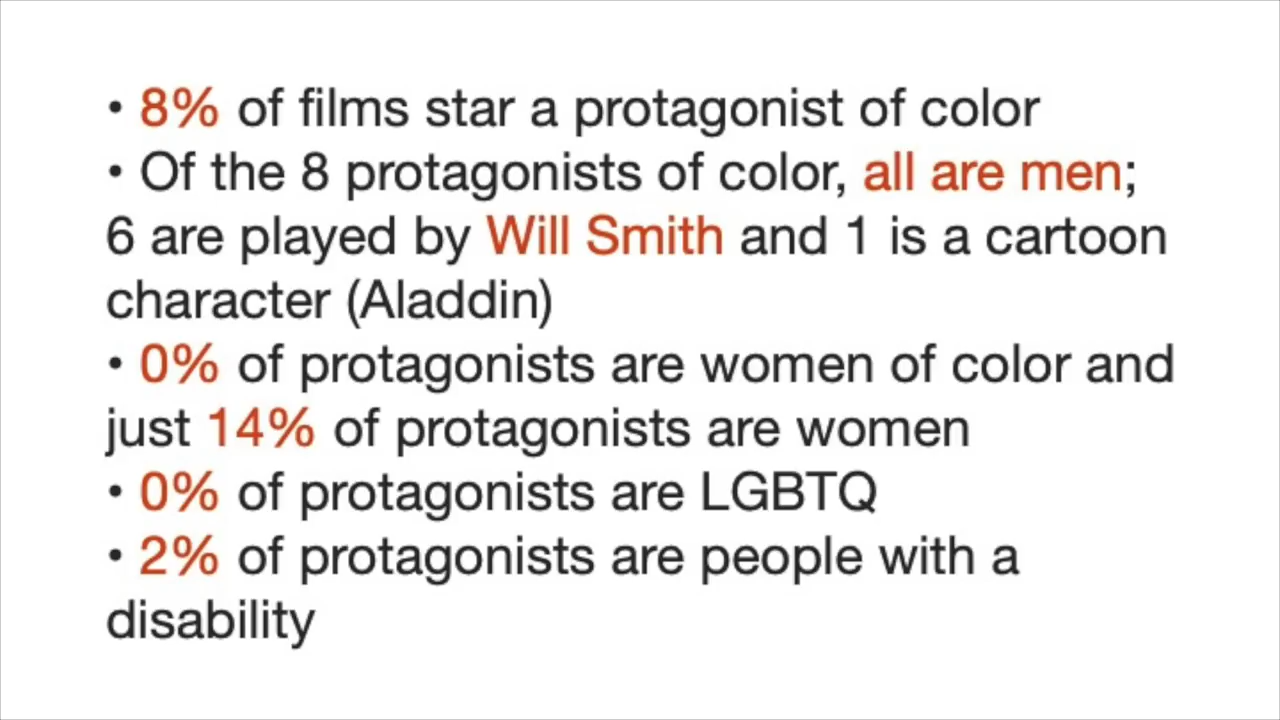 • 8% of films star a protagonist of color
• Of the 8 protagonists of color, all are men;
6 are played by Will Smith and 1 is a cartoon
character (Aladdin)
• 0% of protagonists are women of color and
just 14% of protagonists are women
• 0% of protagonists are LGBTQ
• 2% of protagonists are people with a
disability